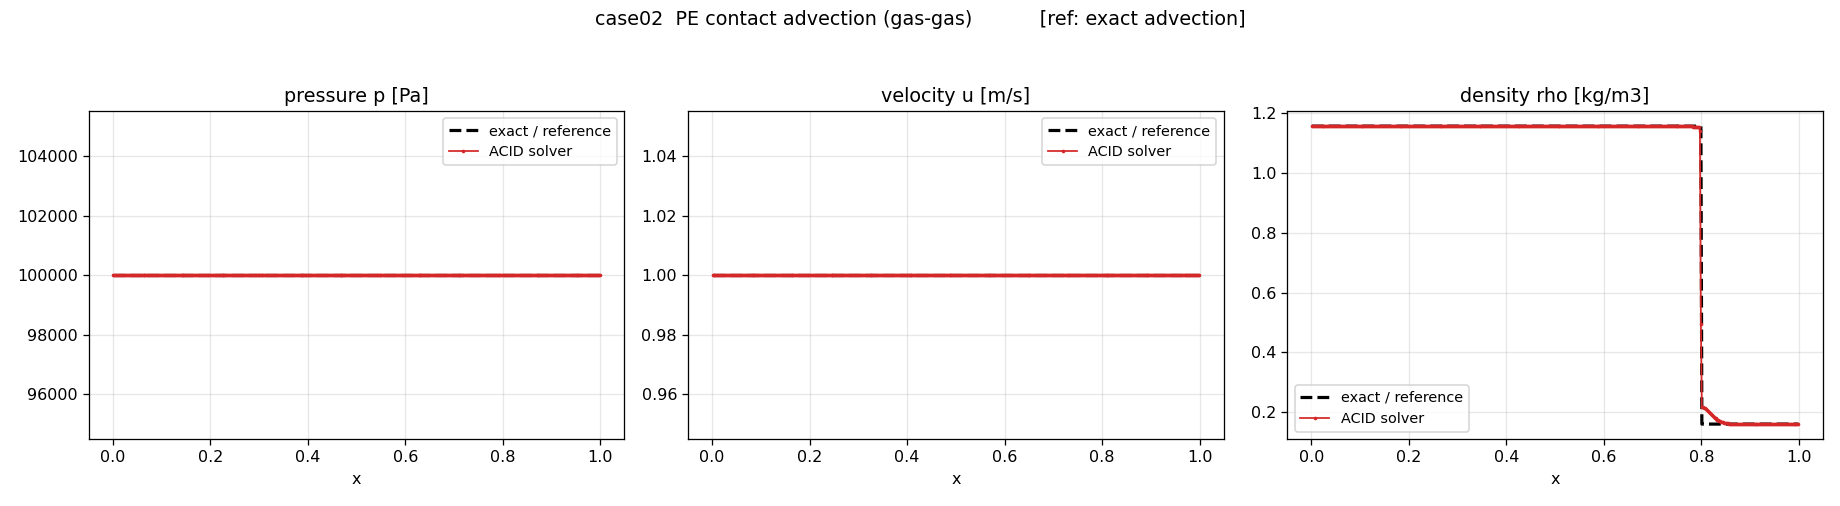 case02  PE contact advection (gas-gas)           [ref: exact advection]
pressure p [Pa]
exact / reference
ACID solver
104000
102000
100000
98000
96000
0.0 0.2 0.4 0.6 0.8 1.0
x
velocity u [m/s]
exact / reference
ACID solver
1.04
1.02
1.00
0.98
0.96
0.0 0.2 0.4 0.6 0.8 1.0
x
density rho [kg/m3]
1.2
1.0
0.8
0.6
0.4
0.2
exact / reference
ACID solver
0.0 0.2 0.4 0.6 0.8 1.0
x